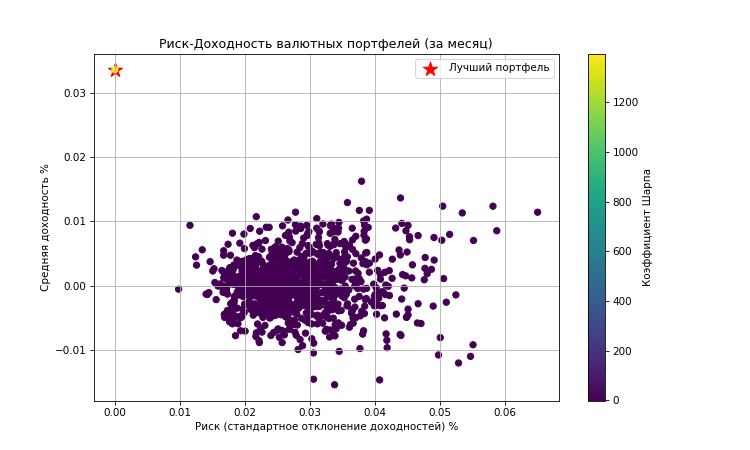 Риск-Доходность валютных портфелей (за месяц)
Лучший портфель
Средняя доходность %
0.03
0.02
0.01
0.00
−0.01
0.00 0.01 0.02 0.03 0.04 0.05 0.06
Риск (стандартное отклонение доходностей) %
1200
1000
800
600
400
200
0
Коэффициент Шарпа